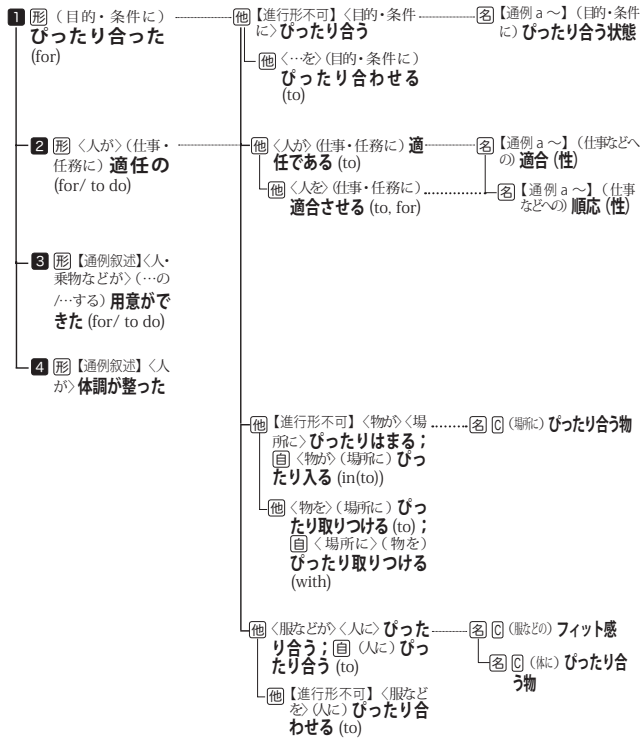 1 形 （目的・条件に）
ぴったり合った
(for)
他 【進行形不可】〈目的・条件
に〉ぴったり合う
名 【通例 a ～】（目的・条件
に）ぴったり合う状態
他 〈…を〉（目的・条件に）
ぴったり合わせる
(to)
2 形 〈人が〉（仕事・
任務に）適任の
(for/ to do)
他 〈人が〉（仕事・任務に）適
任である (to)
名 【通例 a ～】（仕事などへ
の）適合（性）
他 〈人を〉（仕事・任務に）
適合させる (to, for)
名 【通例 a ～】（仕事
などへの）順応（性）
3 形 【通例叙述】〈人・
乗物などが〉（…の
/…する）用意がで
きた (for/ to do)
4 形 【通例叙述】〈人
が〉体調が整った
他 【進行形不可】〈物が〉〈場
所に〉ぴったりはまる；
自 〈物が〉（場所に）ぴっ
たり入る (in(to))
名 C （場所に）ぴったり合う物
他 〈物を〉（場所に）ぴっ
たり取りつける (to)；
自 〈場所に〉（物を）
ぴったり取りつける
(with)
他 〈服などが〉〈人に〉ぴった
り合う；自 （人に）ぴっ
たり合う (to)
名 C （服などの）フィット感
名 C （体に）ぴったり合
う物
他 【進行形不可】〈服など
を〉（人に）ぴったり合
わせる (to)